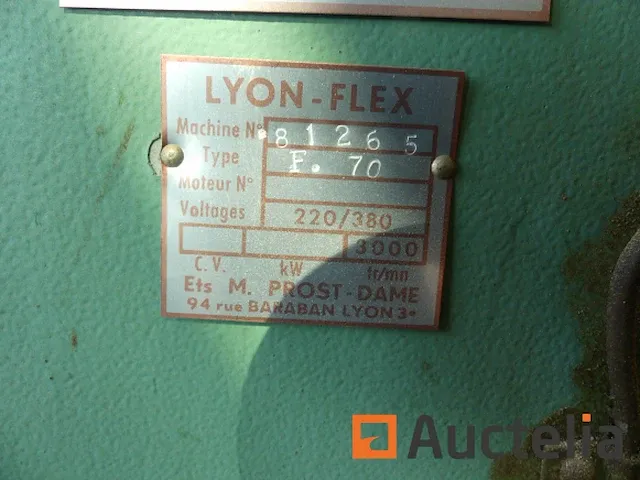 LYON-FLEX
Machine N° 81265
Type F. 70
Moteur N°
Voltages 220/380
3000
C.V. kW tr/mn
Ets M. PROST-DAME
94 rue BARABAN LYON 3e
Auctelia